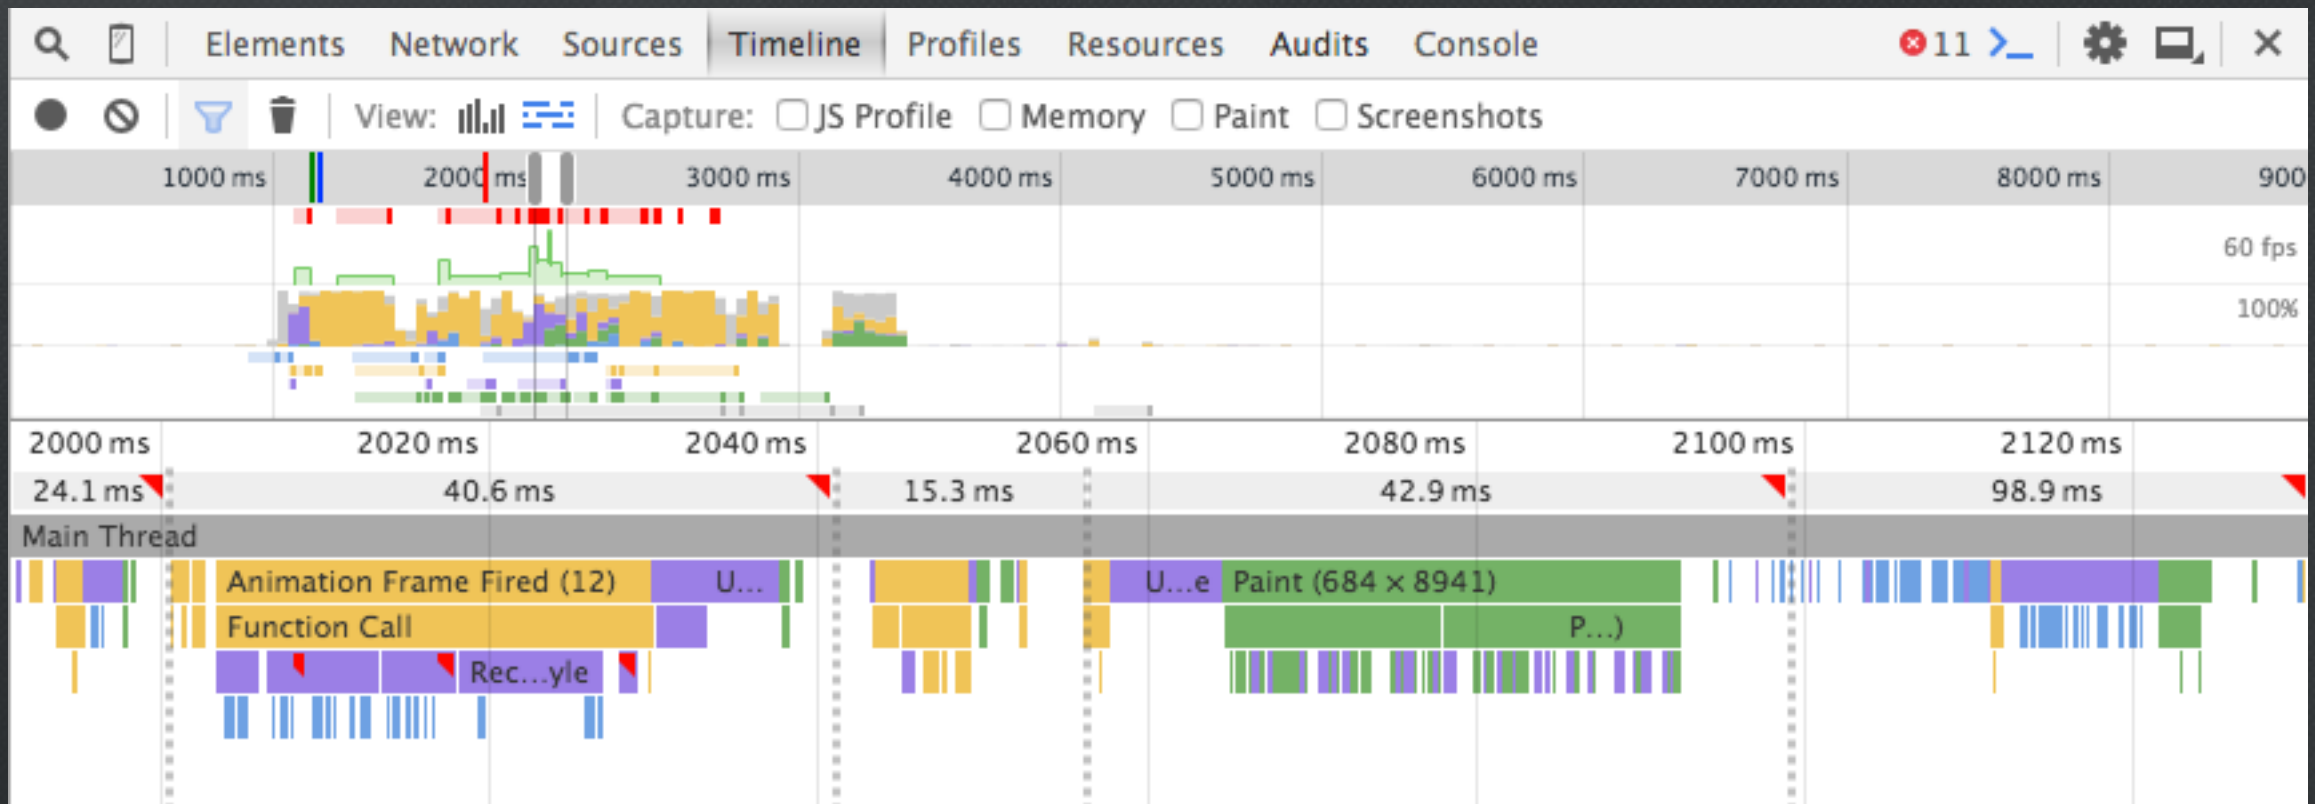 Elements Network Sources Timeline Profiles Resources Audits Console 11
View: Capture: JS Profile Memory Paint Screenshots
1000 ms 2000 ms 3000 ms 4000 ms 5000 ms 6000 ms 7000 ms 8000 ms 900
60 fps
100%
2000 ms 2020 ms 2040 ms 2060 ms 2080 ms 2100 ms 2120 ms
24.1 ms 40.6 ms 15.3 ms 42.9 ms 98.9 ms
Main Thread
Animation Frame Fired (12) U... U...e Paint (684 × 8941)
Function Call P...)
Rec...yle